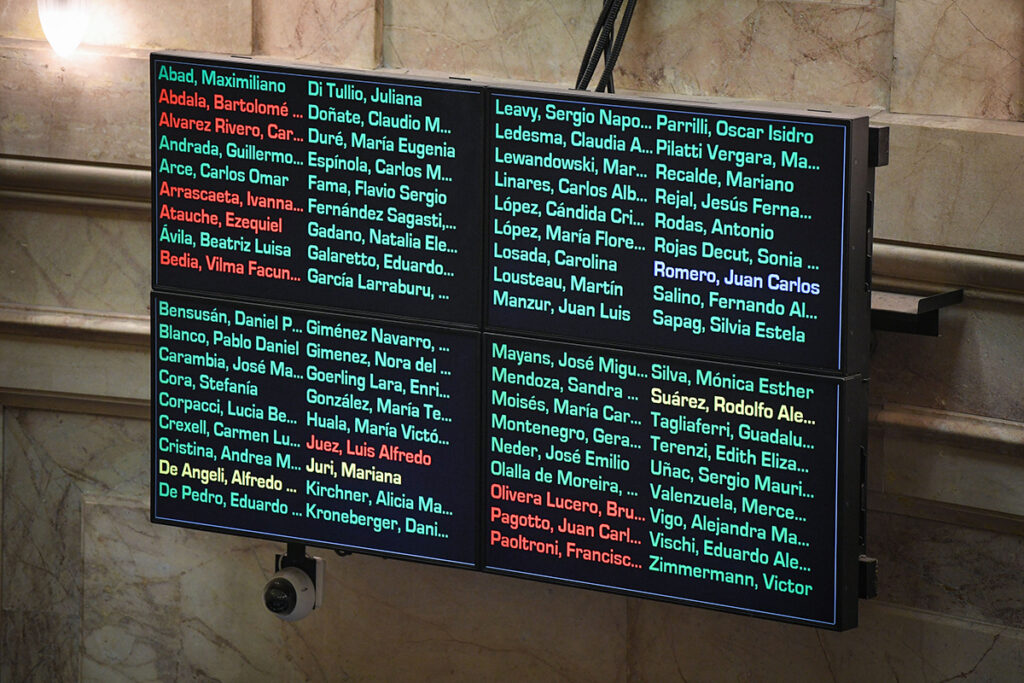 Abad, Maximiliano
Abdala, Bartolomé ...
Alvarez Rivero, Car...
Andrada, Guillermo...
Arce, Carlos Omar
Arrascaeta, Ivanna...
Atauche, Ezequiel
Ávila, Beatriz Luisa
Bedia, Vilma Facun...
Di Tullio, Juliana
Doñate, Claudio M...
Duré, María Eugenia
Espínola, Carlos M...
Fama, Flavio Sergio
Fernández Sagasti,...
Gadano, Natalia Ele...
Galaretto, Eduardo...
García Larraburu, ...
Leavy, Sergio Napo...
Ledesma, Claudia A...
Lewandowski, Mar...
Linares, Carlos Alb...
López, Cándida Cri...
López, María Flore...
Losada, Carolina
Lousteau, Martín
Manzur, Juan Luis
Parrilli, Oscar Isidro
Pilatti Vergara, Ma...
Recalde, Mariano
Rejal, Jesús Ferna...
Rodas, Antonio
Rojas Decut, Sonia ...
Romero, Juan Carlos
Salino, Fernando Al...
Sapag, Silvia Estela
Bensusán, Daniel P...
Blanco, Pablo Daniel
Carambia, José Ma...
Cora, Stefanía
Corpacci, Lucia Be...
Crexell, Carmen Lu...
Cristina, Andrea M...
De Angeli, Alfredo ...
De Pedro, Eduardo ...
Giménez Navarro, ...
Gimenez, Nora del ...
Goerling Lara, Enri...
González, María Te...
Huala, María Victó...
Juez, Luis Alfredo
Juri, Mariana
Kirchner, Alicia Ma...
Kroneberger, Dani...
Mayans, José Migu...
Mendoza, Sandra ...
Moisés, María Car...
Montenegro, Gera...
Neder, José Emilio
Olalla de Moreira, ...
Olivera Lucero, Bru...
Pagotto, Juan Carl...
Paoltroni, Francisc...
Silva, Mónica Esther
Suárez, Rodolfo Ale...
Tagliaferri, Guadalu...
Terenzi, Edith Eliza...
Uñac, Sergio Mauri...
Valenzuela, Merce...
Vigo, Alejandra Ma...
Vischi, Eduardo Ale...
Zimmermann, Victor